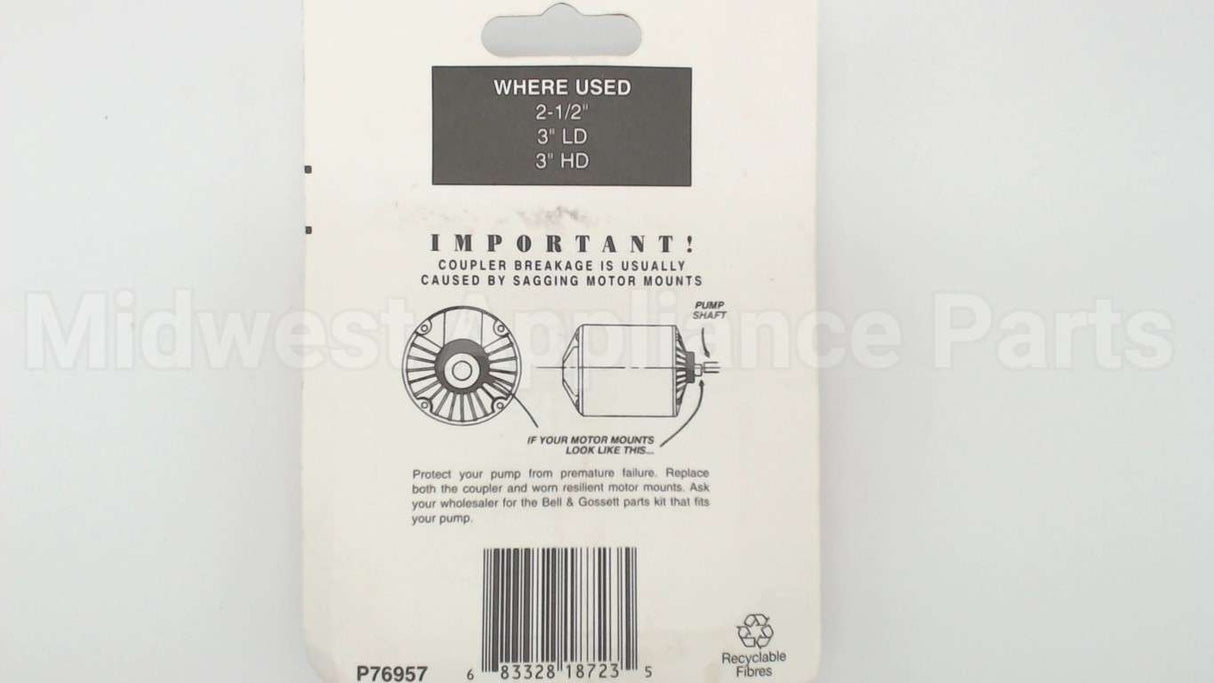 WHERE USED
2-1/2"
3" LD
3" HD
IMPORTANT!
COUPLER BREAKAGE IS USUALLY
CAUSED BY SAGGING MOTOR MOUNTS
PUMP
SHAFT
IF YOUR MOTOR MOUNTS
LOOK LIKE THIS...
Protect your pump from premature failure. Replace
both the coupler and worn resilient motor mounts. Ask
your wholesaler for the Bell & Gossett parts kit that fits
your pump.
P76957
6 83328 18723 5
Recyclable
Fibres
Midwest Appliance Parts